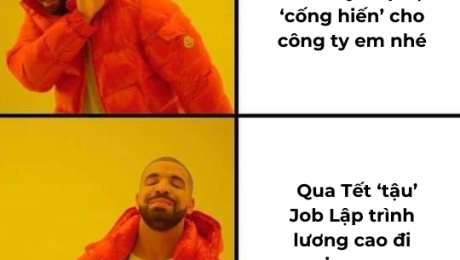 ‘cống hiến’ cho
công ty em nhé
Qua Tết ‘tậu’
Job Lập trình
lương cao đi